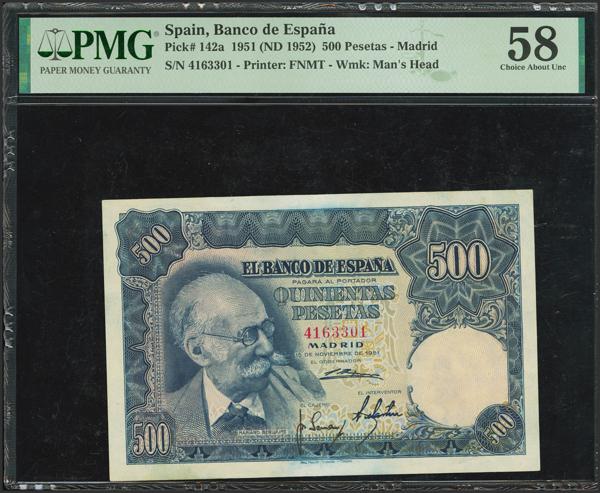 PMG
PAPER MONEY GUARANTY
Spain, Banco de España
Pick# 142a 1951 (ND 1952) 500 Pesetas - Madrid
S/N 4163301 - Printer: FNMT - Wmk: Man's Head
58
Choice About Unc
500
500
EL BANCO DE ESPAÑA
PAGARÁ AL PORTADOR
QUINIENTAS
PESETAS
4163301
MADRID
15 DE NOVIEMBRE DE 1951
EL GOBERNADOR
EL INTERVENTOR
EL CAJERO
MARIANO BENLLIURE
500
500